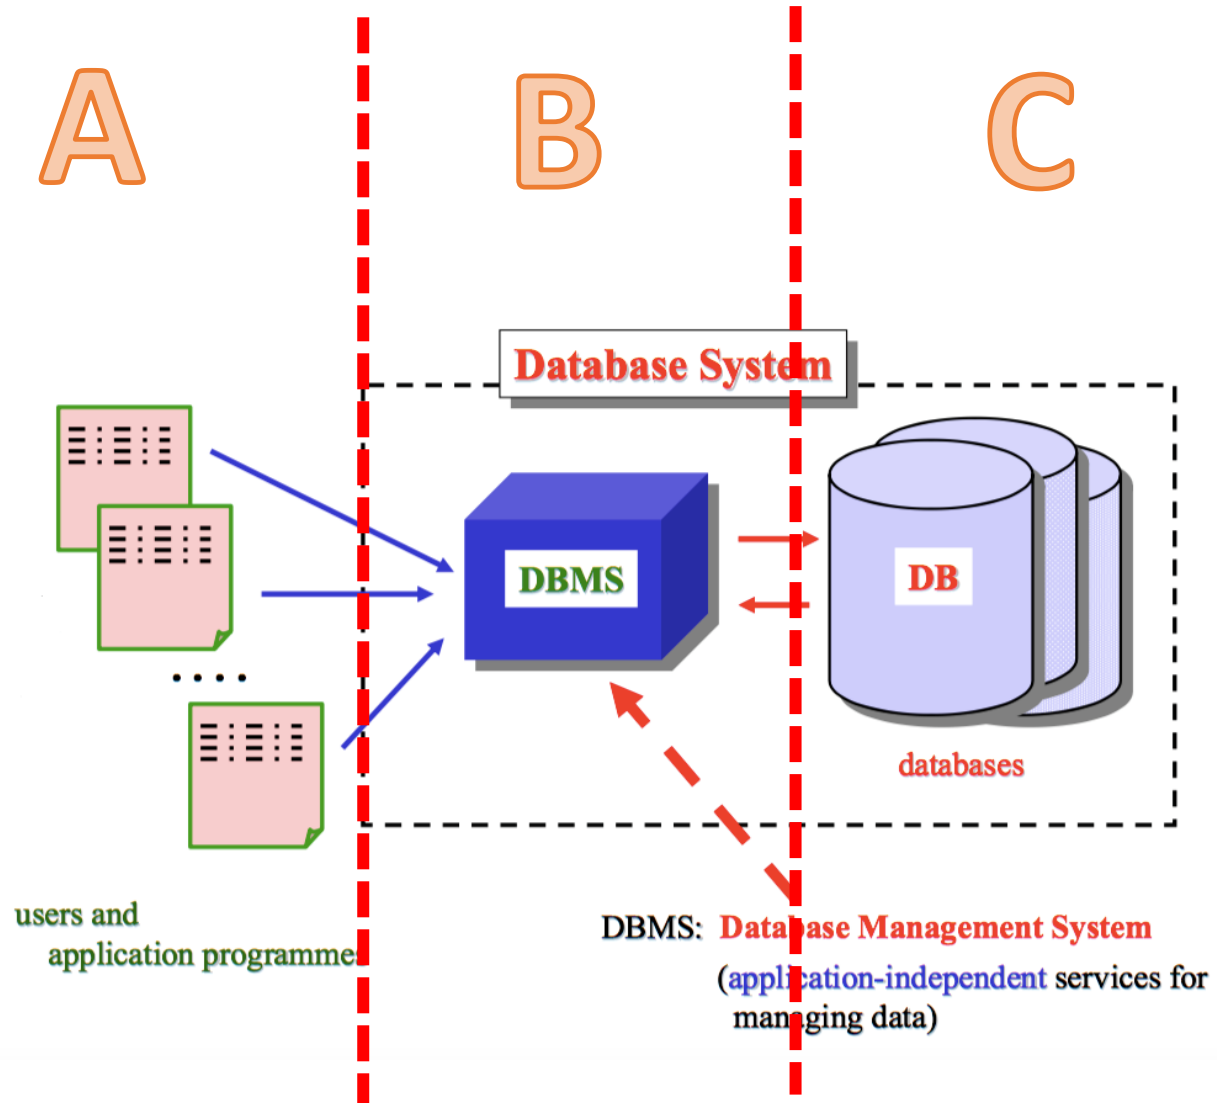 A
B
C
Database System
DBMS
DB
databases
users and
application programmes
DBMS: Database Management System
(application-independent services for
managing data)